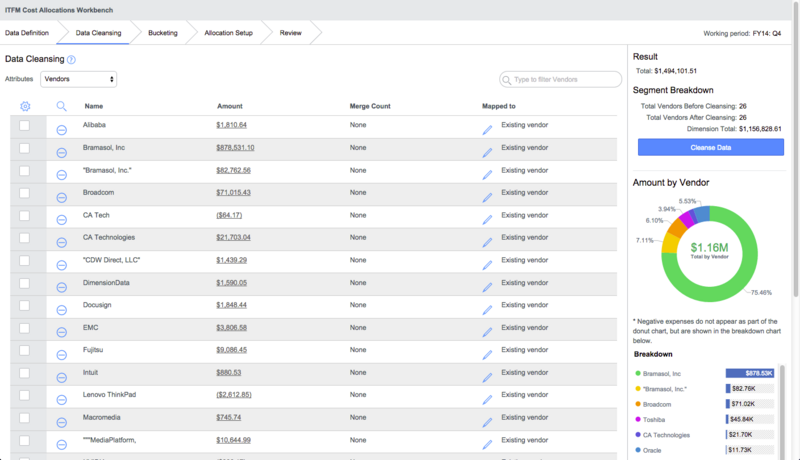 ITFM Cost Allocations Workbench
Data Definition Data Cleansing Bucketing Allocation Setup Review Working period: FY14: Q4
Data Cleansing ?
Attributes Vendors Type to filter Vendors
Name Amount Merge Count Mapped to
Alibaba $1,810.64 None Existing vendor
Bramasol, Inc $878,531.10 None Existing vendor
"Bramasol, Inc." $82,762.56 None Existing vendor
Broadcom $71,015.43 None Existing vendor
CA Tech ($64.17) None Existing vendor
CA Technologies $21,703.04 None Existing vendor
"CDW Direct, LLC" $1,439.29 None Existing vendor
DimensionData $1,590.05 None Existing vendor
Docusign $1,848.44 None Existing vendor
EMC $3,806.58 None Existing vendor
Fujitsu $9,086.45 None Existing vendor
Intuit $880.53 None Existing vendor
Lenovo ThinkPad ($2,612.85) None Existing vendor
Macromedia $745.74 None Existing vendor
"""MediaPlatform, $10,644.99 None Existing vendor
Result
Total: $1,494,101.51
Segment Breakdown
Total Vendors Before Cleansing: 26
Total Vendors After Cleansing: 26
Dimension Total: $1,156,828.61
Cleanse Data
Amount by Vendor
5.53%
3.94%
6.10%
7.11%
$1.16M
Total by Vendor
75.46%
* Negative expenses do not appear as part of the
donut chart, but are shown in the breakdown chart
below.
Breakdown
Bramasol, Inc $878.53K
"Bramasol, Inc." $82.76K
Broadcom $71.02K
Toshiba $45.84K
CA Technologies $21.70K
Oracle $11.73K